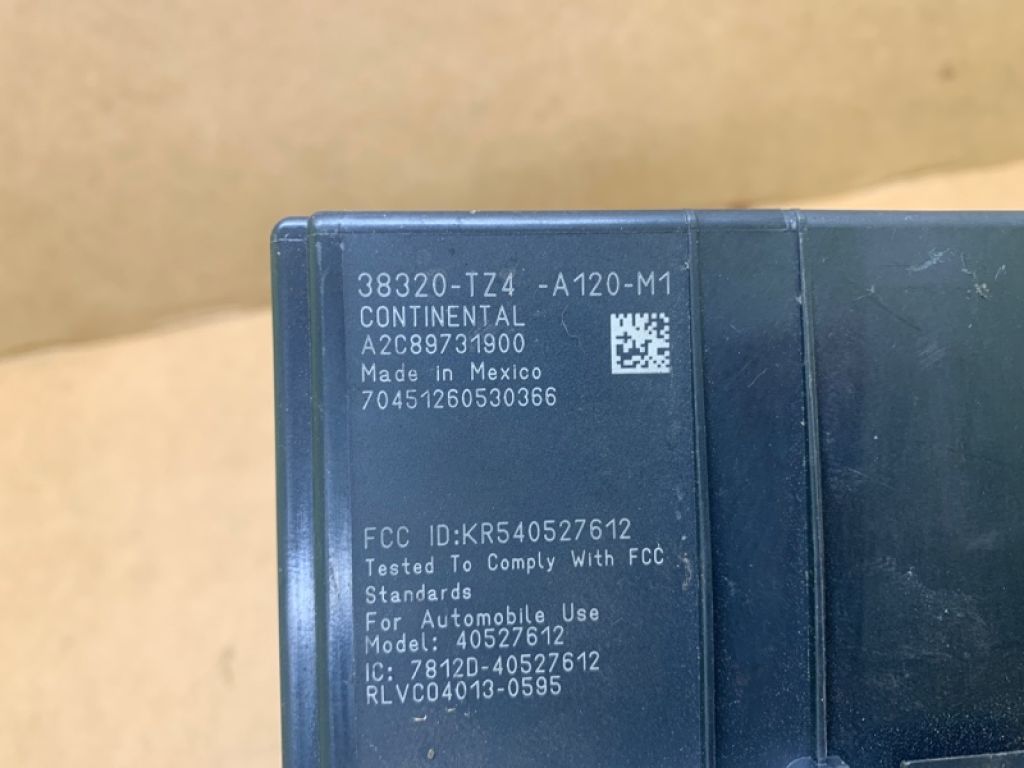 38320-TZ4 -A120-M1
CONTINENTAL
A2C89731900
Made in Mexico
70451260530366
FCC ID:KR540527612
Tested To Comply With FCC
Standards
For Automobile Use
Model: 40527612
IC: 7812D-40527612
RLVCO4013-0595